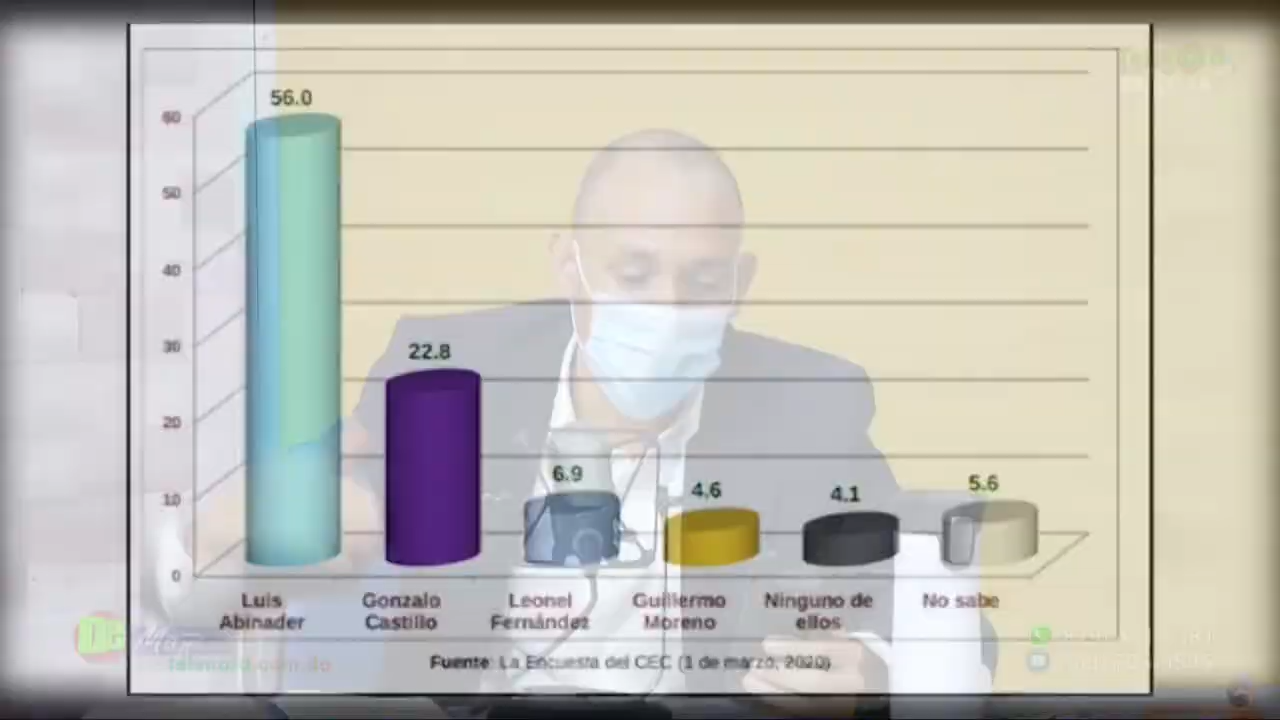 56.0
60
50
40
30
20
10
0
22.8
6.9
4.6
4.1
5.6
Luis
Abinader
Gonzalo
Castillo
Leonel
Fernández
Guillermo
Moreno
Ninguno de
ellos
No sabe
Fuente: La Encuesta del CEC (1 de marzo, 2020)